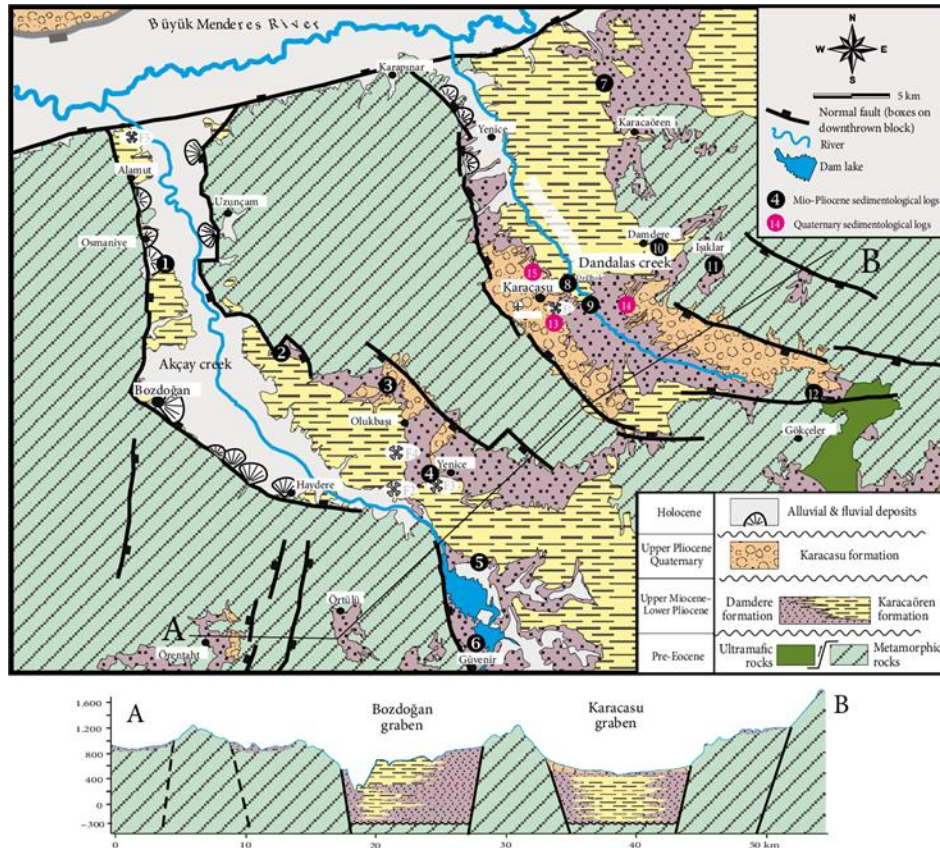 Büyük Menderes River
N
W
E
S
5 km
Normal fault (boxes on
downthrown block)
River
Dam lake
4 Mio-Pliocene sedimentological logs
14 Quaternary sedimentological logs
Karapınar
7
Yenice
Karacaören
Alamut
Uzunçam
Osmaniye
1
Damdere
10
Işıklar
11
B
Dandalas creek
15
8
Karacasu
9
14
13
Akçay creek
2
3
12
Bozdoğan
Olukbaşı
Gökçeler
4
Yenice
Haydere
5
Örtülü
A
6
Örentaht
Güvenir
Holocene
Alluvial & fluvial deposits
Upper Pliocene
Quaternary
Karacasu formation
Upper Miocene-
Lower Pliocene
Damdere
formation
Karacaören
formation
Pre-Eocene
Ultramafic
rocks
Metamorphic
rocks
A
Bozdoğan
graben
Karacasu
graben
B
1.600
1.200
800
400
0
-300
0
10
20
30
40
50 km